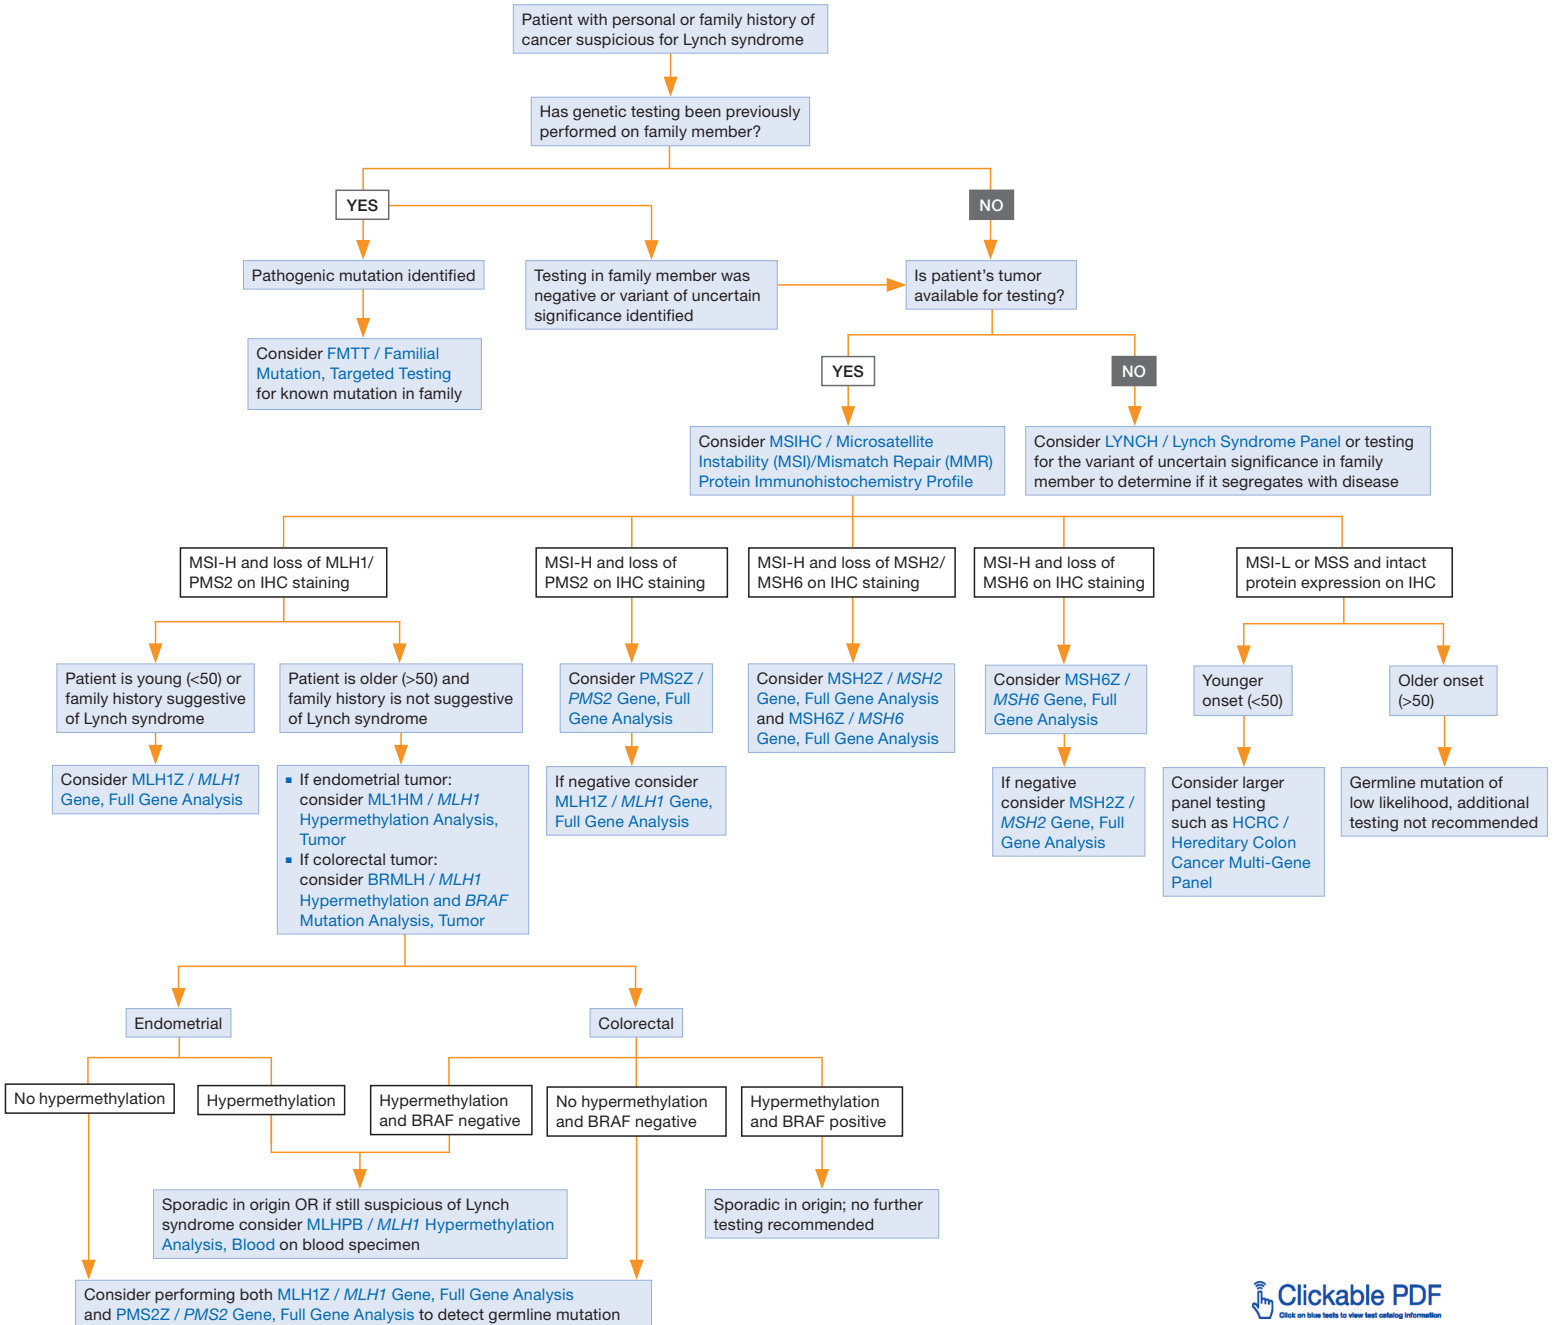 Patient with personal or family history of
cancer suspicious for Lynch syndrome
Has genetic testing been previously
performed on family member?
YES
NO
Pathogenic mutation identified
Testing in family member was
negative or variant of uncertain
significance identified
Is patient's tumor
available for testing?
Consider FMTT / Familial
Mutation, Targeted Testing
for known mutation in family
YES
NO
Consider MSIHC / Microsatellite
Instability (MSI)/Mismatch Repair (MMR)
Protein Immunohistochemistry Profile
Consider LYNCH / Lynch Syndrome Panel or testing
for the variant of uncertain significance in family
member to determine if it segregates with disease
MSI-H and loss of MLH1/
PMS2 on IHC staining
MSI-H and loss of
PMS2 on IHC staining
MSI-H and loss of MSH2/
MSH6 on IHC staining
MSI-H and loss of
MSH6 on IHC staining
MSI-L or MSS and intact
protein expression on IHC
Patient is young (<50) or
family history suggestive
of Lynch syndrome
Patient is older (>50) and
family history is not suggestive
of Lynch syndrome
Consider PMS2Z /
PMS2 Gene, Full
Gene Analysis
Consider MSH2Z / MSH2
Gene, Full Gene Analysis
and MSH6Z / MSH6
Gene, Full Gene Analysis
Consider MSH6Z /
MSH6 Gene, Full
Gene Analysis
Younger
onset (<50)
Older onset
(>50)
Consider MLH1Z / MLH1
Gene, Full Gene Analysis
▪ If endometrial tumor:
consider ML1HM / MLH1
Hypermethylation Analysis,
Tumor
▪ If colorectal tumor:
consider BRMLH / MLH1
Hypermethylation and BRAF
Mutation Analysis, Tumor
If negative consider
MLH1Z / MLH1 Gene,
Full Gene Analysis
If negative
consider MSH2Z /
MSH2 Gene, Full
Gene Analysis
Consider larger
panel testing
such as HCRC /
Hereditary Colon
Cancer Multi-Gene
Panel
Germline mutation of
low likelihood, additional
testing not recommended
Endometrial
Colorectal
No hypermethylation
Hypermethylation
Hypermethylation
and BRAF negative
No hypermethylation
and BRAF negative
Hypermethylation
and BRAF positive
Sporadic in origin OR if still suspicious of Lynch
syndrome consider MLHPB / MLH1 Hypermethylation
Analysis, Blood on blood specimen
Sporadic in origin; no further
testing recommended
Consider performing both MLH1Z / MLH1 Gene, Full Gene Analysis
and PMS2Z / PMS2 Gene, Full Gene Analysis to detect germline mutation
Clickable PDF
Click on blue tests to view test catalog information